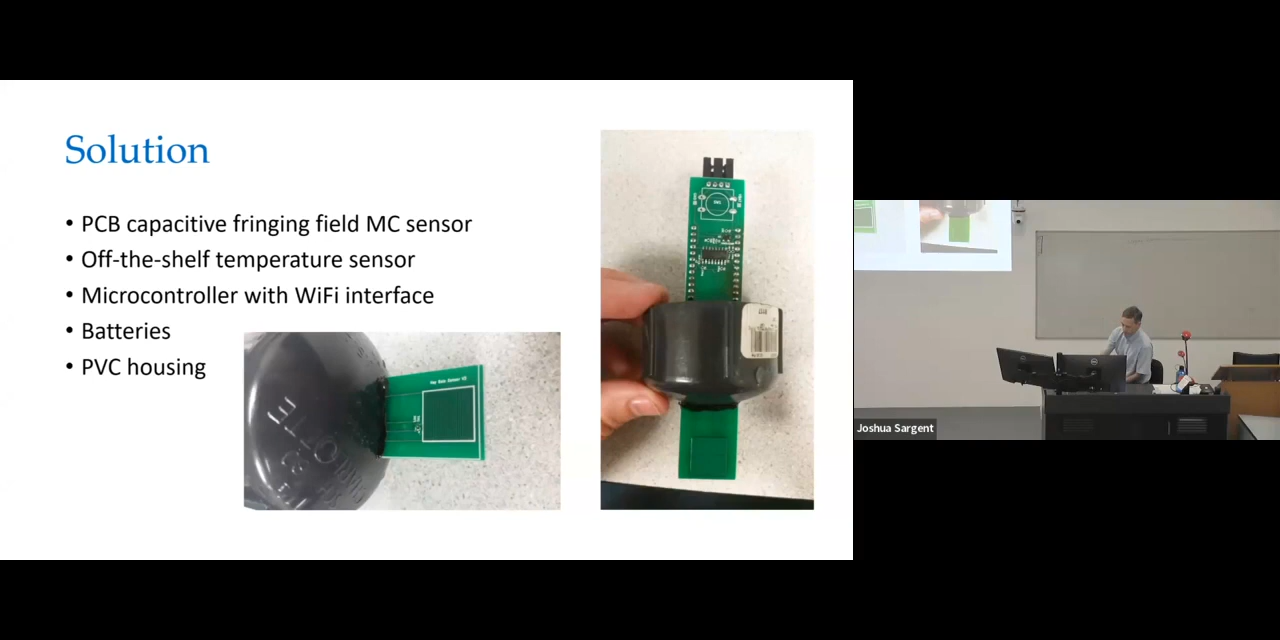 Solution
• PCB capacitive fringing field MC sensor
• Off-the-shelf temperature sensor
• Microcontroller with WiFi interface
• Batteries
• PVC housing
Joshua Sargent